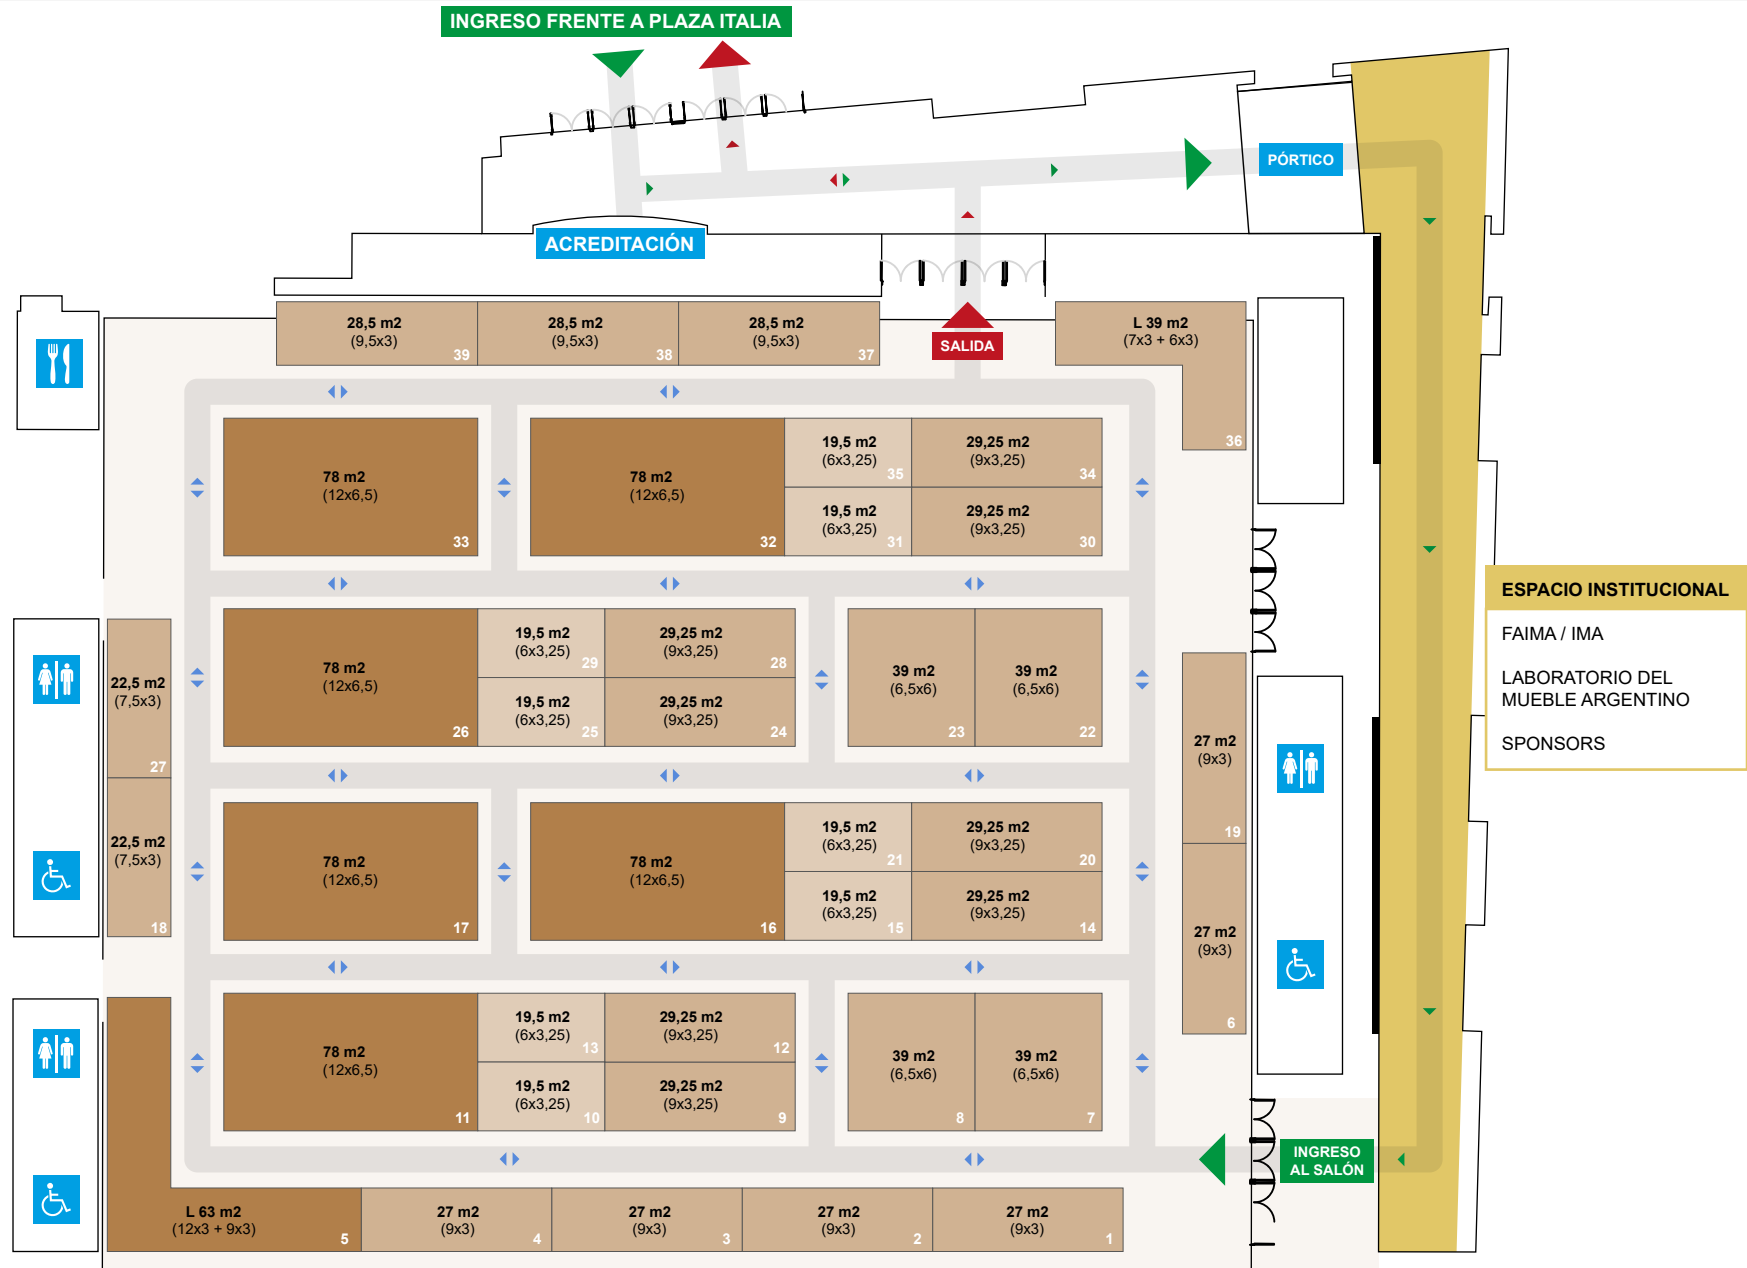 INGRESO FRENTE A PLAZA ITALIA
PÓRTICO
ACREDITACIÓN
28,5 m2
(9,5x3)
39
28,5 m2
(9,5x3)
38
28,5 m2
(9,5x3)
37
SALIDA
L 39 m2
(7x3 + 6x3)
36
78 m2
(12x6,5)
33
78 m2
(12x6,5)
32
19,5 m2
(6x3,25)
35
29,25 m2
(9x3,25)
34
19,5 m2
(6x3,25)
31
29,25 m2
(9x3,25)
30
ESPACIO INSTITUCIONAL
FAIMA / IMA
LABORATORIO DEL
MUEBLE ARGENTINO
SPONSORS
22,5 m2
(7,5x3)
27
78 m2
(12x6,5)
26
19,5 m2
(6x3,25)
29
29,25 m2
(9x3,25)
28
19,5 m2
(6x3,25)
25
29,25 m2
(9x3,25)
24
39 m2
(6,5x6)
23
39 m2
(6,5x6)
22
27 m2
(9x3)
19
22,5 m2
(7,5x3)
18
78 m2
(12x6,5)
17
78 m2
(12x6,5)
16
19,5 m2
(6x3,25)
21
29,25 m2
(9x3,25)
20
19,5 m2
(6x3,25)
15
29,25 m2
(9x3,25)
14
27 m2
(9x3)
6
78 m2
(12x6,5)
11
19,5 m2
(6x3,25)
13
29,25 m2
(9x3,25)
12
19,5 m2
(6x3,25)
10
29,25 m2
(9x3,25)
9
39 m2
(6,5x6)
8
39 m2
(6,5x6)
7
INGRESO
AL SALÓN
L 63 m2
(12x3 + 9x3)
5
27 m2
(9x3)
4
27 m2
(9x3)
3
27 m2
(9x3)
2
27 m2
(9x3)
1